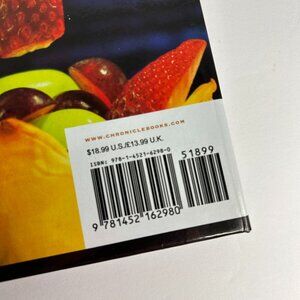 WWW.CHRONICLEBOOKS.COM
$18.99 U.S./£13.99 U.K.
ISBN: 978-1-4521-6298-0
51899
9 781452 162980